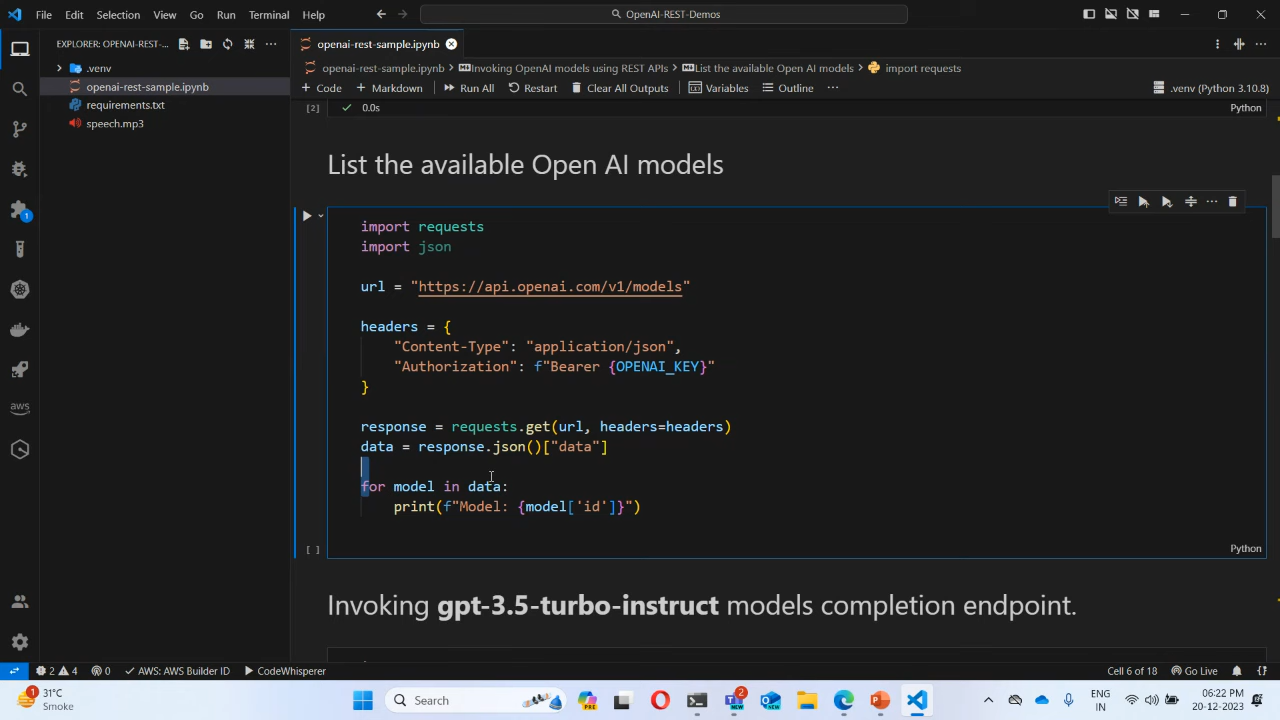 File Edit Selection View Go Run Terminal Help
OpenAI-REST-Demos
EXPLORER: OPENAI-REST-...
.venv
openai-rest-sample.ipynb
requirements.txt
speech.mp3
openai-rest-sample.ipynb
openai-rest-sample.ipynb > Invoking OpenAI models using REST APIs > List the available Open AI models > import requests
+ Code + Markdown Run All Restart Clear All Outputs Variables Outline ...
.venv (Python 3.10.8)
[2] 0.0s Python
List the available Open AI models
import requests
import json
url = "https://api.openai.com/v1/models"
headers = {
"Content-Type": "application/json",
"Authorization": f"Bearer {OPENAI_KEY}"
}
response = requests.get(url, headers=headers)
data = response.json()["data"]
for model in data:
print(f"Model: {model['id']}")
[ ] Python
Invoking gpt-3.5-turbo-instruct models completion endpoint.
1
2 4 0 AWS: AWS Builder ID CodeWhisperer Cell 6 of 18 Go Live
1 31°C
Smoke
Search
PRE
2
NEW
NEW
ENG
IN
06:22 PM
20-12-2023